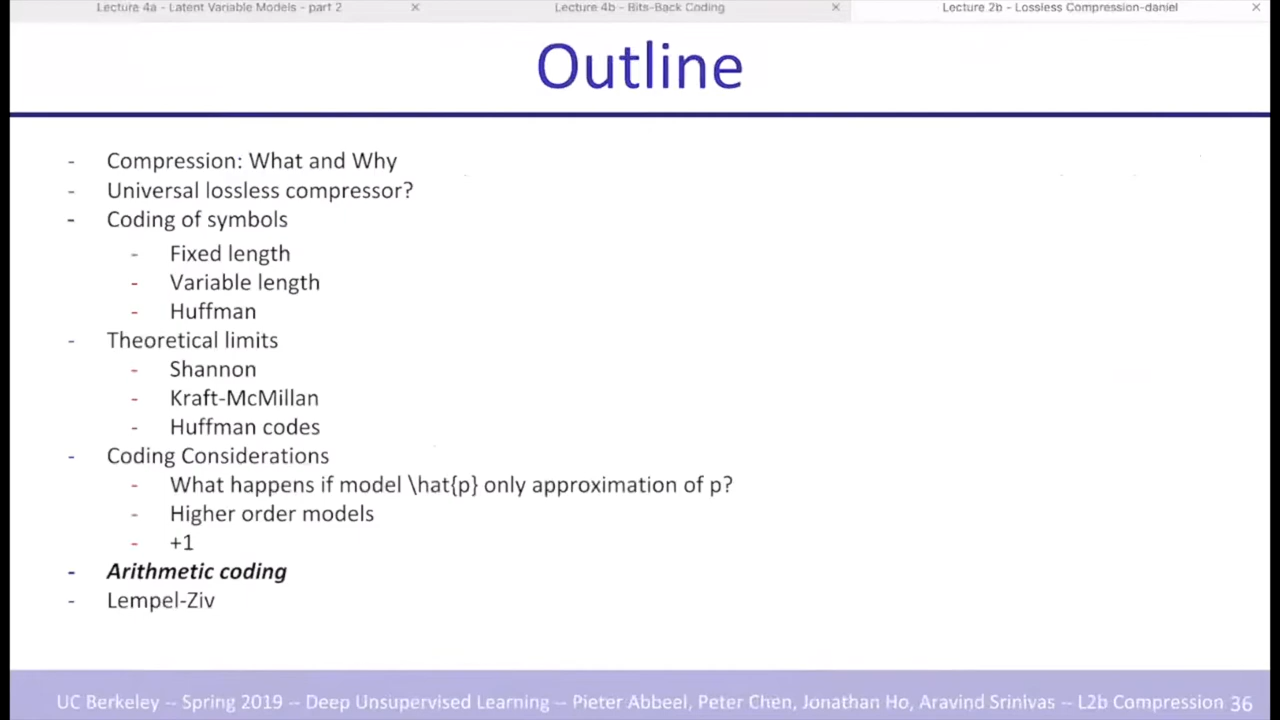 Lecture 4a - Latent Variable Models - part 2 × Lecture 4b - Bits-Back Coding × Lecture 2b - Lossless Compression-daniel ×
Outline
- Compression: What and Why
- Universal lossless compressor?
- Coding of symbols
- Fixed length
- Variable length
- Huffman
- Theoretical limits
- Shannon
- Kraft-McMillan
- Huffman codes
- Coding Considerations
- What happens if model \hat{p} only approximation of p?
- Higher order models
- +1
- Arithmetic coding
- Lempel-Ziv
UC Berkeley -- Spring 2019 -- Deep Unsupervised Learning -- Pieter Abbeel, Peter Chen, Jonathan Ho, Aravind Srinivas -- L2b Compression 36